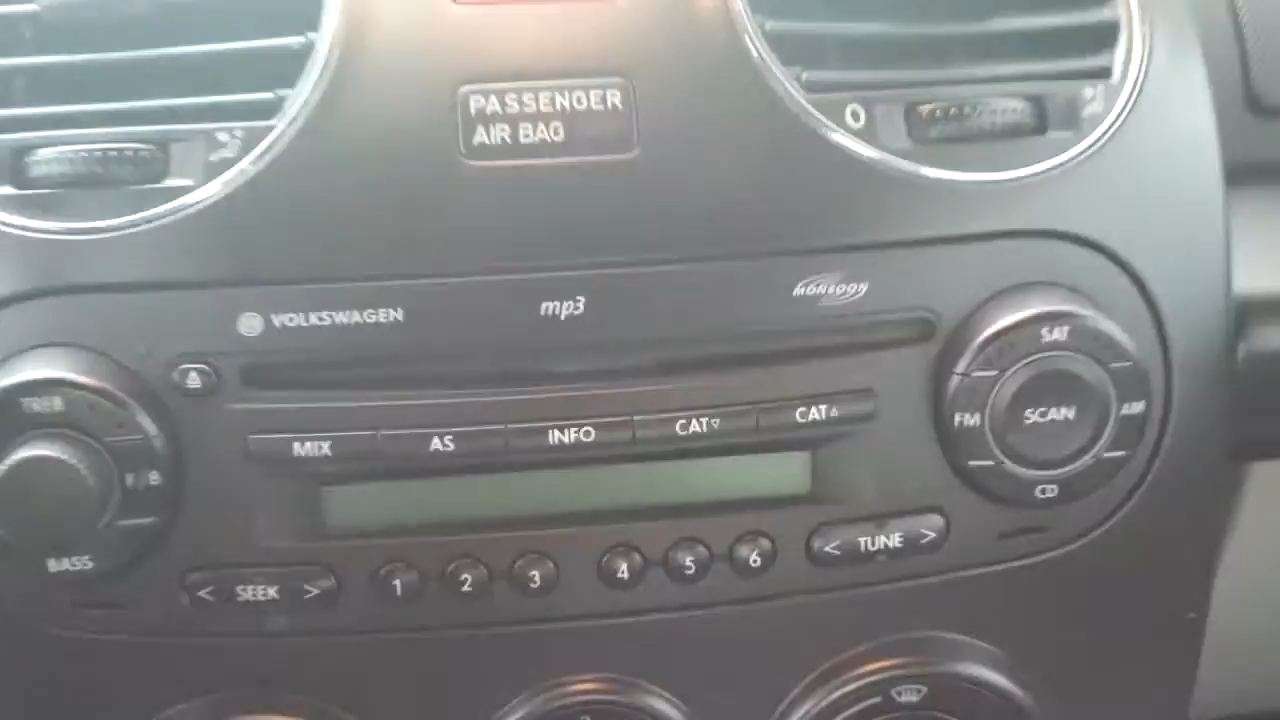 PASSENGER
AIR BAG
0
VOLKSWAGEN mp3 MONSOON
TREB
F/B
BASS
MIX AS INFO CAT▿ CAT▵
SAT
FM SCAN AM
CD
< SEEK > 1 2 3 4 5 6 < TUNE >